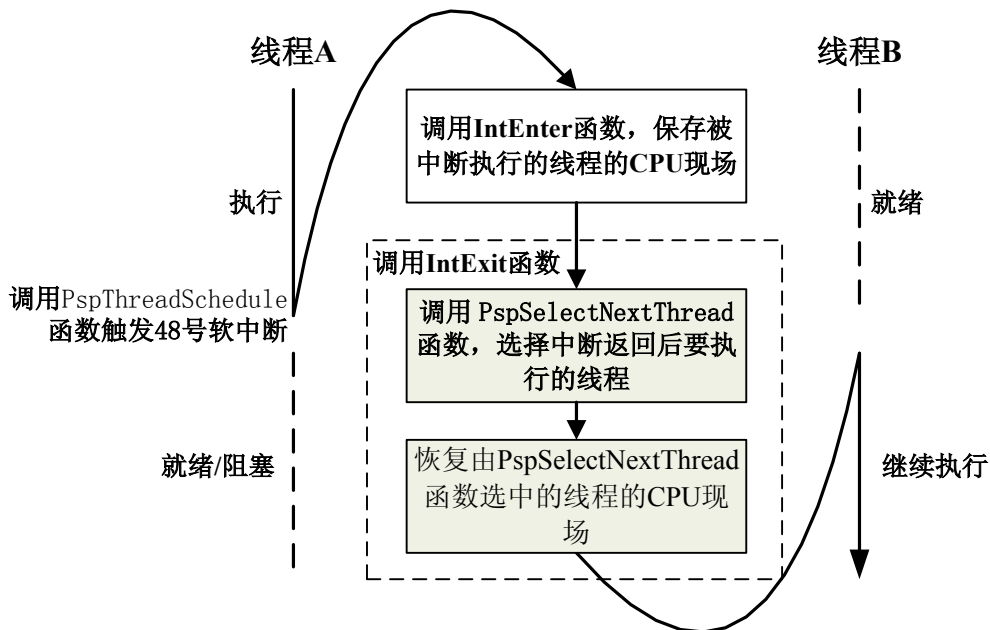 线程A
线程B
调用IntEnter函数，保存被
中断执行的线程的CPU现场
执行
就绪
调用IntExit函数
调用PspThreadSchedule
函数触发48号软中断
调用 PspSelectNextThread
函数，选择中断返回后要执
行的线程
就绪/阻塞
恢复由PspSelectNextThread
函数选中的线程的CPU现
场
继续执行